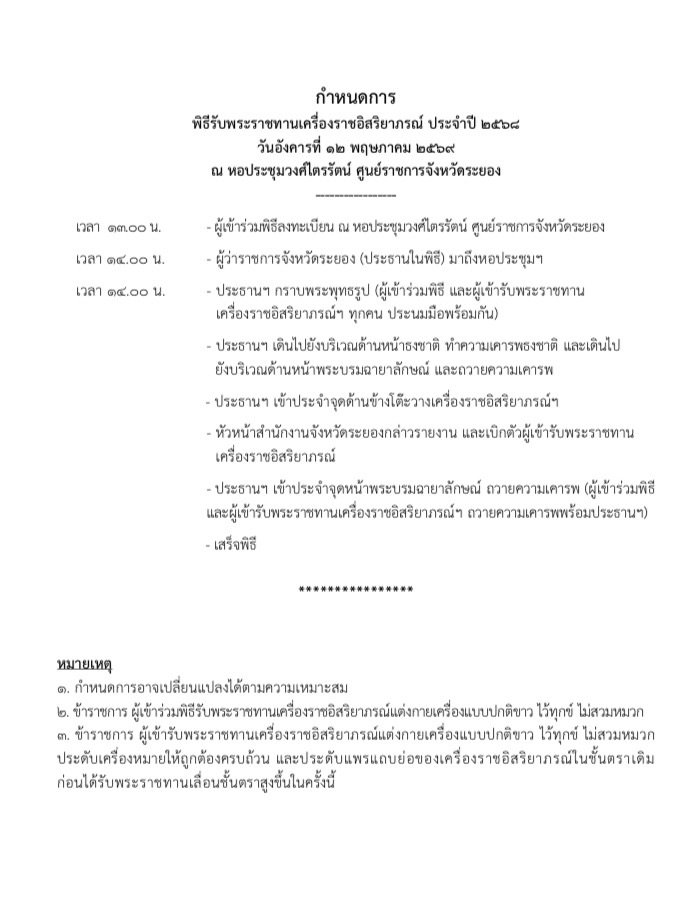 กำหนดการ
พิธีรับพระราชทานเครื่องราชอิสริยาภรณ์ ประจำปี ๒๕๖๘
วันอังคารที่ ๑๒ พฤษภาคม ๒๕๖๙
ณ หอประชุมวงศ์ไตรรัตน์ ศูนย์ราชการจังหวัดระยอง
-----------------
เวลา ๑๓.๐๐ น. - ผู้เข้าร่วมพิธีลงทะเบียน ณ หอประชุมวงศ์ไตรรัตน์ ศูนย์ราชการจังหวัดระยอง
เวลา ๑๔.๐๐ น. - ผู้ว่าราชการจังหวัดระยอง (ประธานในพิธี) มาถึงหอประชุมฯ
เวลา ๑๔.๐๐ น. - ประธานฯ กราบพระพุทธรูป (ผู้เข้าร่วมพิธี และผู้เข้ารับพระราชทาน
เครื่องราชอิสริยาภรณ์ฯ ทุกคน ประนมมือพร้อมกัน)
- ประธานฯ เดินไปยังบริเวณด้านหน้าธงชาติ ทำความเคารพธงชาติ และเดินไป
ยังบริเวณด้านหน้าพระบรมฉายาลักษณ์ และถวายความเคารพ
- ประธานฯ เข้าประจำจุดด้านข้างโต๊ะวางเครื่องราชอิสริยาภรณ์ฯ
- หัวหน้าสำนักงานจังหวัดระยองกล่าวรายงาน และเบิกตัวผู้เข้ารับพระราชทาน
เครื่องราชอิสริยาภรณ์
- ประธานฯ เข้าประจำจุดหน้าพระบรมฉายาลักษณ์ ถวายความเคารพ (ผู้เข้าร่วมพิธี
และผู้เข้ารับพระราชทานเครื่องราชอิสริยาภรณ์ฯ ถวายความเคารพพร้อมประธานฯ)
- เสร็จพิธี
****************
หมายเหตุ
๑. กำหนดการอาจเปลี่ยนแปลงได้ตามความเหมาะสม
๒. ข้าราชการ ผู้เข้าร่วมพิธีรับพระราชทานเครื่องราชอิสริยาภรณ์แต่งกายเครื่องแบบปกติขาว ไว้ทุกข์ ไม่สวมหมวก
๓. ข้าราชการ ผู้เข้ารับพระราชทานเครื่องราชอิสริยาภรณ์แต่งกายเครื่องแบบปกติขาว ไว้ทุกข์ ไม่สวมหมวก
ประดับเครื่องหมายให้ถูกต้องครบถ้วน และประดับแพรแถบย่อของเครื่องราชอิสริยาภรณ์ในชั้นตราเดิม
ก่อนได้รับพระราชทานเลื่อนชั้นตราสูงขึ้นในครั้งนี้